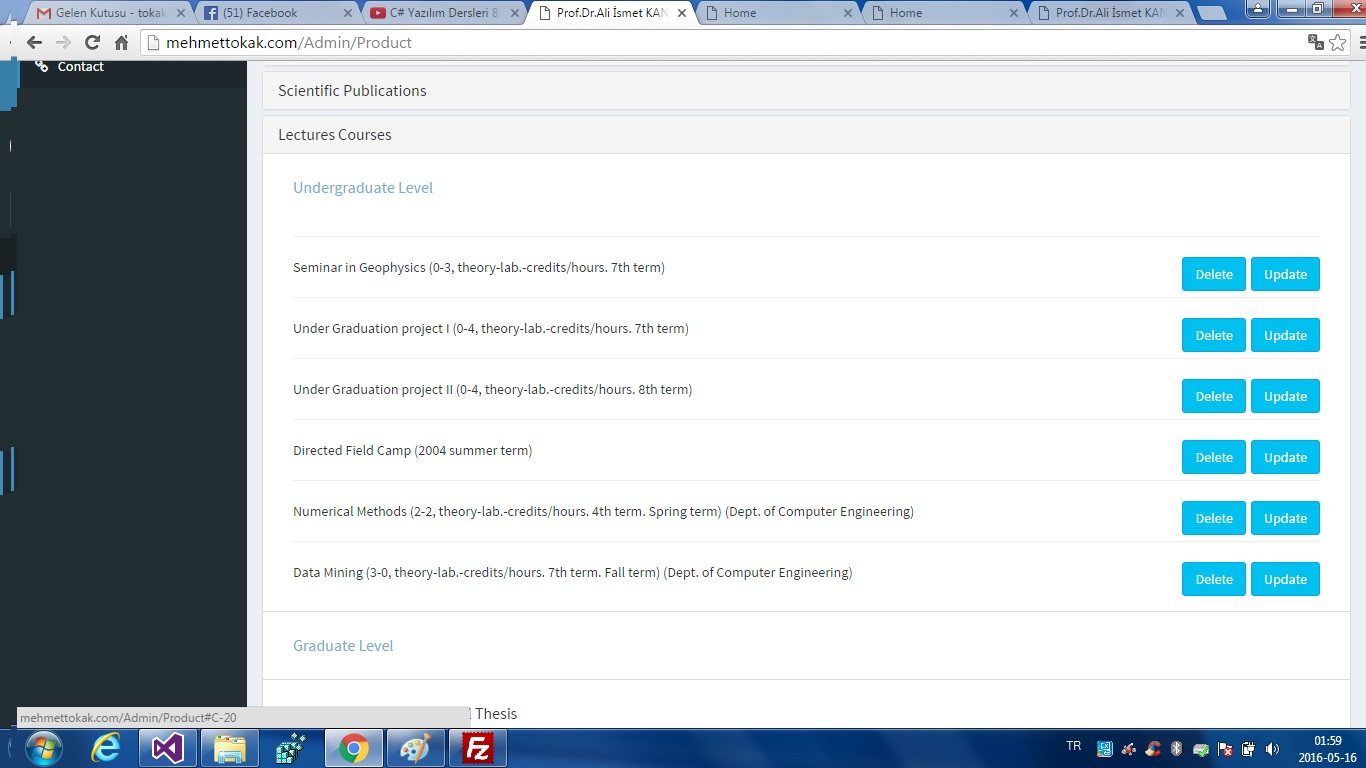 Gelen Kutusu - tokak
(51) Facebook
C# Yazılım Dersleri 8-
Prof.Dr.Ali İsmet KAN
Home
Home
Prof.Dr.Ali İsmet KAN
mehmettokak.com/Admin/Product
Contact
Scientific Publications
Lectures Courses
Undergraduate Level
Seminar in Geophysics (0-3, theory-lab.-credits/hours. 7th term) Delete Update
Under Graduation project I (0-4, theory-lab.-credits/hours. 7th term) Delete Update
Under Graduation project II (0-4, theory-lab.-credits/hours. 8th term) Delete Update
Directed Field Camp (2004 summer term) Delete Update
Numerical Methods (2-2, theory-lab.-credits/hours. 4th term. Spring term) (Dept. of Computer Engineering) Delete Update
Data Mining (3-0, theory-lab.-credits/hours. 7th term. Fall term) (Dept. of Computer Engineering) Delete Update
Graduate Level
Thesis
mehmettokak.com/Admin/Product#C-20
Fz
TR
01:59
2016-05-16